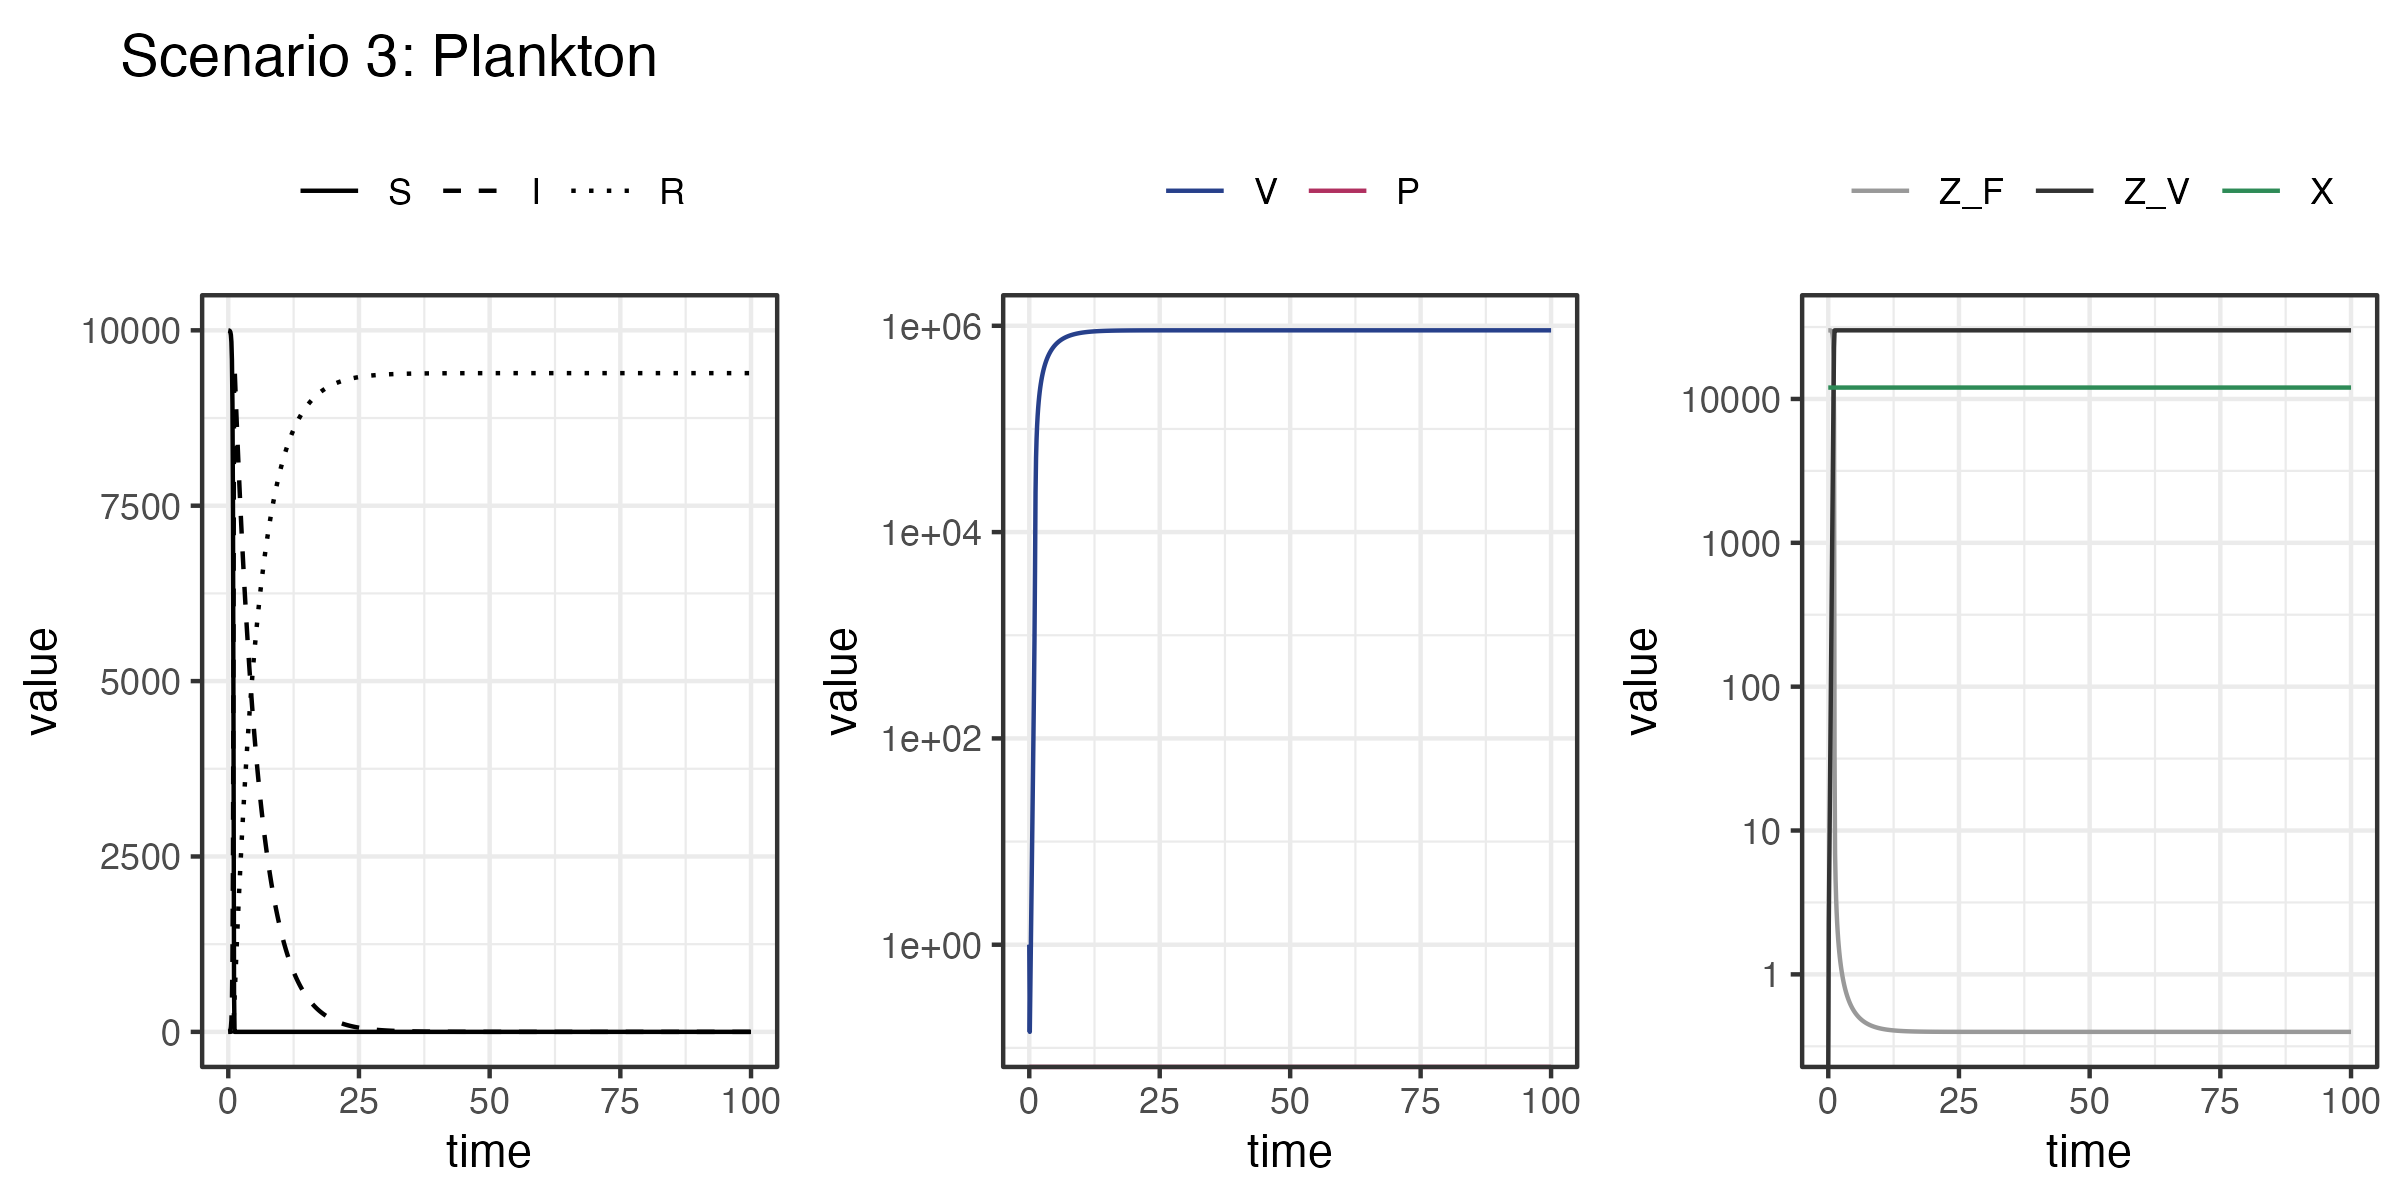 Scenario 3: Plankton
S I R
value
10000
7500
5000
2500
0
0 25 50 75 100
time
V P
value
1e+06
1e+04
1e+02
1e+00
0 25 50 75 100
time
Z_F Z_V X
value
10000
1000
100
10
1
0 25 50 75 100
time